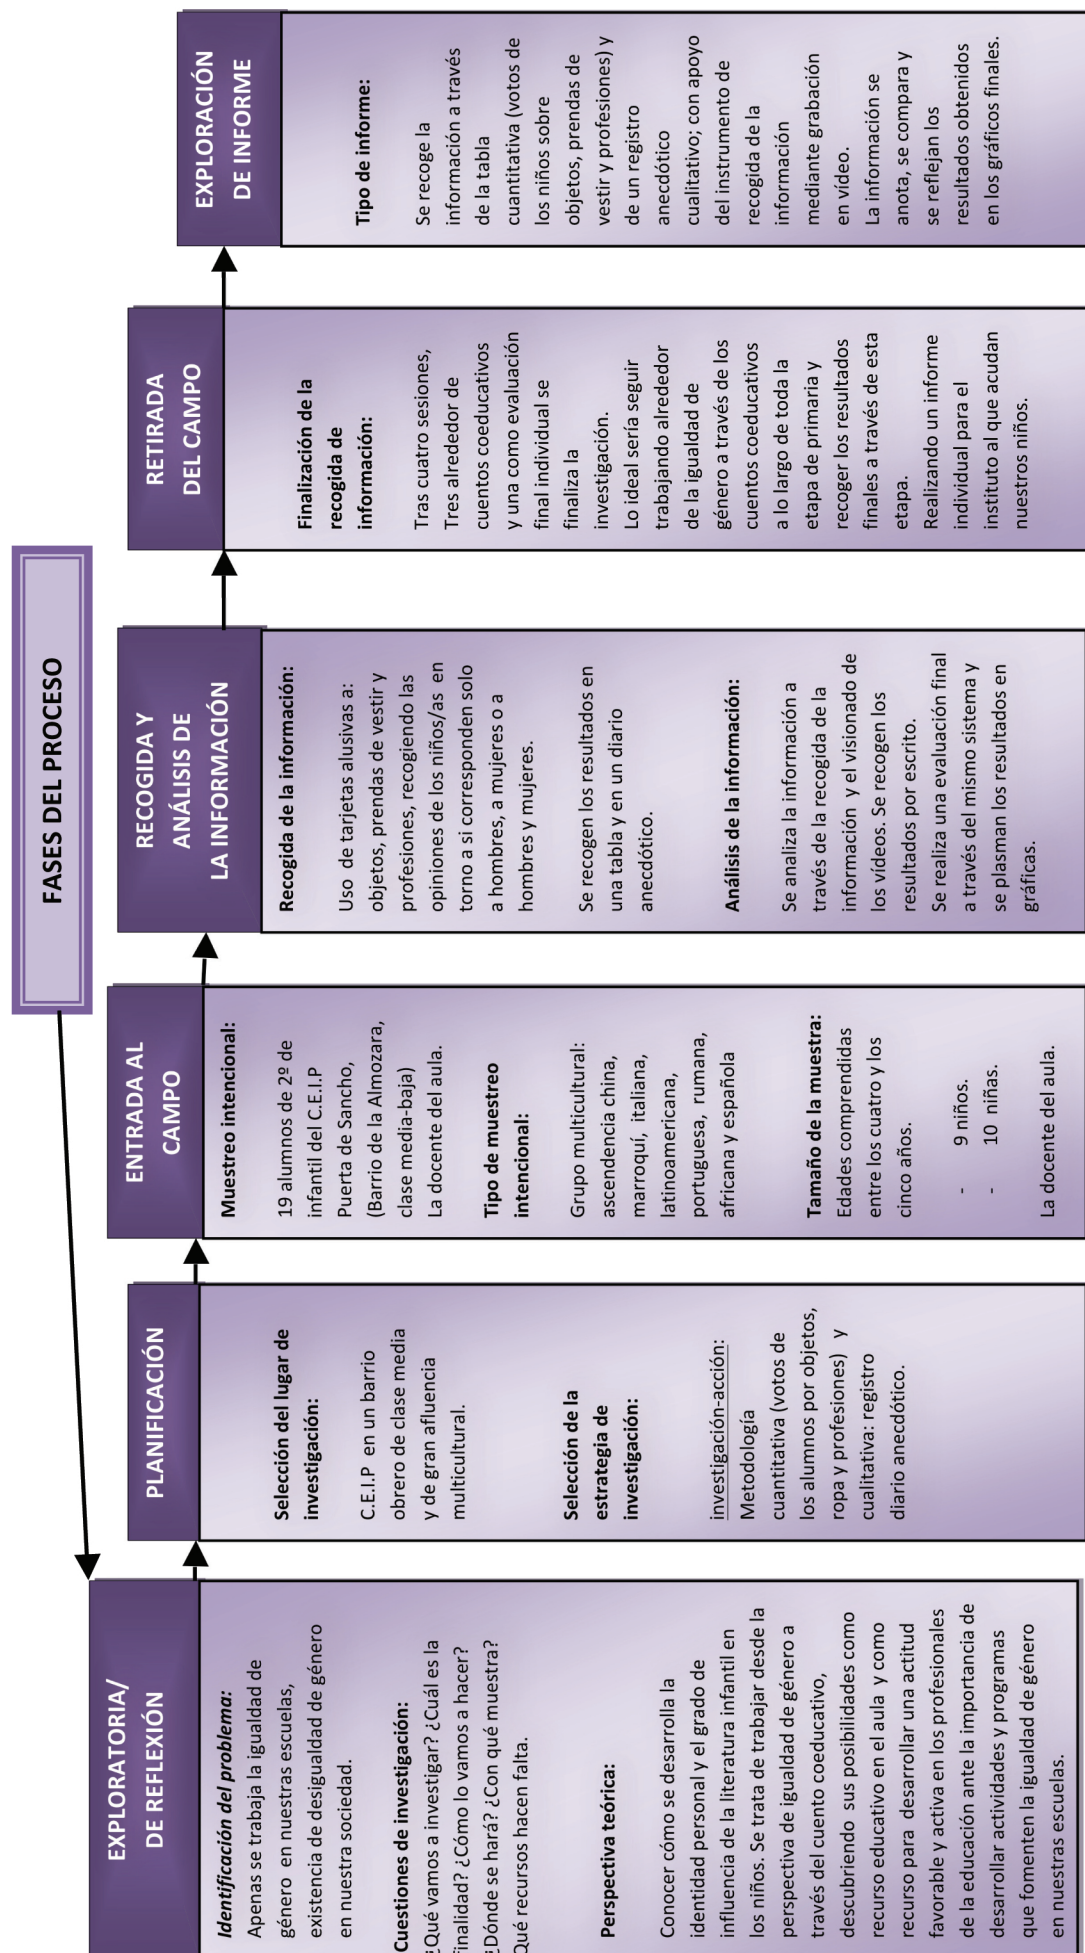 FASES DEL PROCESO
EXPLORATORIA/
DE REFLEXIÓN
Identificación del problema:
Apenas se trabaja la igualdad de
género en nuestras escuelas,
existencia de desigualdad de género
en nuestra sociedad.
Cuestiones de investigación:
¿Qué vamos a investigar? ¿Cuál es la
finalidad? ¿Cómo lo vamos a hacer?
¿Dónde se hará? ¿Con qué muestra?
Qué recursos hacen falta.
Perspectiva teórica:
Conocer cómo se desarrolla la
identidad personal y el grado de
influencia de la literatura infantil en
los niños. Se trata de trabajar desde la
perspectiva de igualdad de género a
través del cuento coeducativo,
descubriendo sus posibilidades como
recurso educativo en el aula y como
recurso para desarrollar una actitud
favorable y activa en los profesionales
de la educación ante la importancia de
desarrollar actividades y programas
que fomenten la igualdad de género
en nuestras escuelas.
PLANIFICACIÓN
Selección del lugar de
investigación:
C.E.I.P en un barrio
obrero de clase media
y de gran afluencia
multicultural.
Selección de la
estrategia de
investigación:
investigación-acción:
Metodología
cuantitativa (votos de
los alumnos por objetos,
ropa y profesiones) y
cualitativa: registro
diario anecdótico.
ENTRADA AL
CAMPO
Muestreo intencional:
19 alumnos de 2º de
infantil del C.E.I.P
Puerta de Sancho,
(Barrio de la Almozara,
clase media-baja)
La docente del aula.
Tipo de muestreo
intencional:
Grupo multicultural:
ascendencia china,
marroquí, italiana,
latinoamericana,
portuguesa, rumana,
africana y española
Tamaño de la muestra:
Edades comprendidas
entre los cuatro y los
cinco años.
- 9 niños.
- 10 niñas.
La docente del aula.
RECOGIDA Y
ANÁLISIS DE
LA INFORMACIÓN
Recogida de la información:
Uso de tarjetas alusivas a:
objetos, prendas de vestir y
profesiones, recogiendo las
opiniones de los niños/as en
torno a si corresponden solo
a hombres, a mujeres o a
hombres y mujeres.
Se recogen los resultados en
una tabla y en un diario
anecdótico.
Análisis de la información:
Se analiza la información a
través de la recogida de la
información y el visionado de
los vídeos. Se recogen los
resultados por escrito.
Se realiza una evaluación final
a través del mismo sistema y
se plasman los resultados en
gráficas.
RETIRADA
DEL CAMPO
Finalización de la
recogida de
información:
Tras cuatro sesiones,
Tres alrededor de
cuentos coeducativos
y una como evaluación
final individual se
finaliza la
investigación.
Lo ideal sería seguir
trabajando alrededor
de la igualdad de
género a través de los
cuentos coeducativos
a lo largo de toda la
etapa de primaria y
recoger los resultados
finales a través de esta
etapa.
Realizando un informe
individual para el
instituto al que acudan
nuestros niños.
EXPLORACIÓN
DE INFORME
Tipo de informe:
Se recoge la
información a través
de la tabla
cuantitativa (votos de
los niños sobre
objetos, prendas de
vestir y profesiones) y
de un registro
anecdótico
cualitativo; con apoyo
del instrumento de
recogida de la
información
mediante grabación
en vídeo.
La información se
anota, se compara y
se reflejan los
resultados obtenidos
en los gráficos finales.